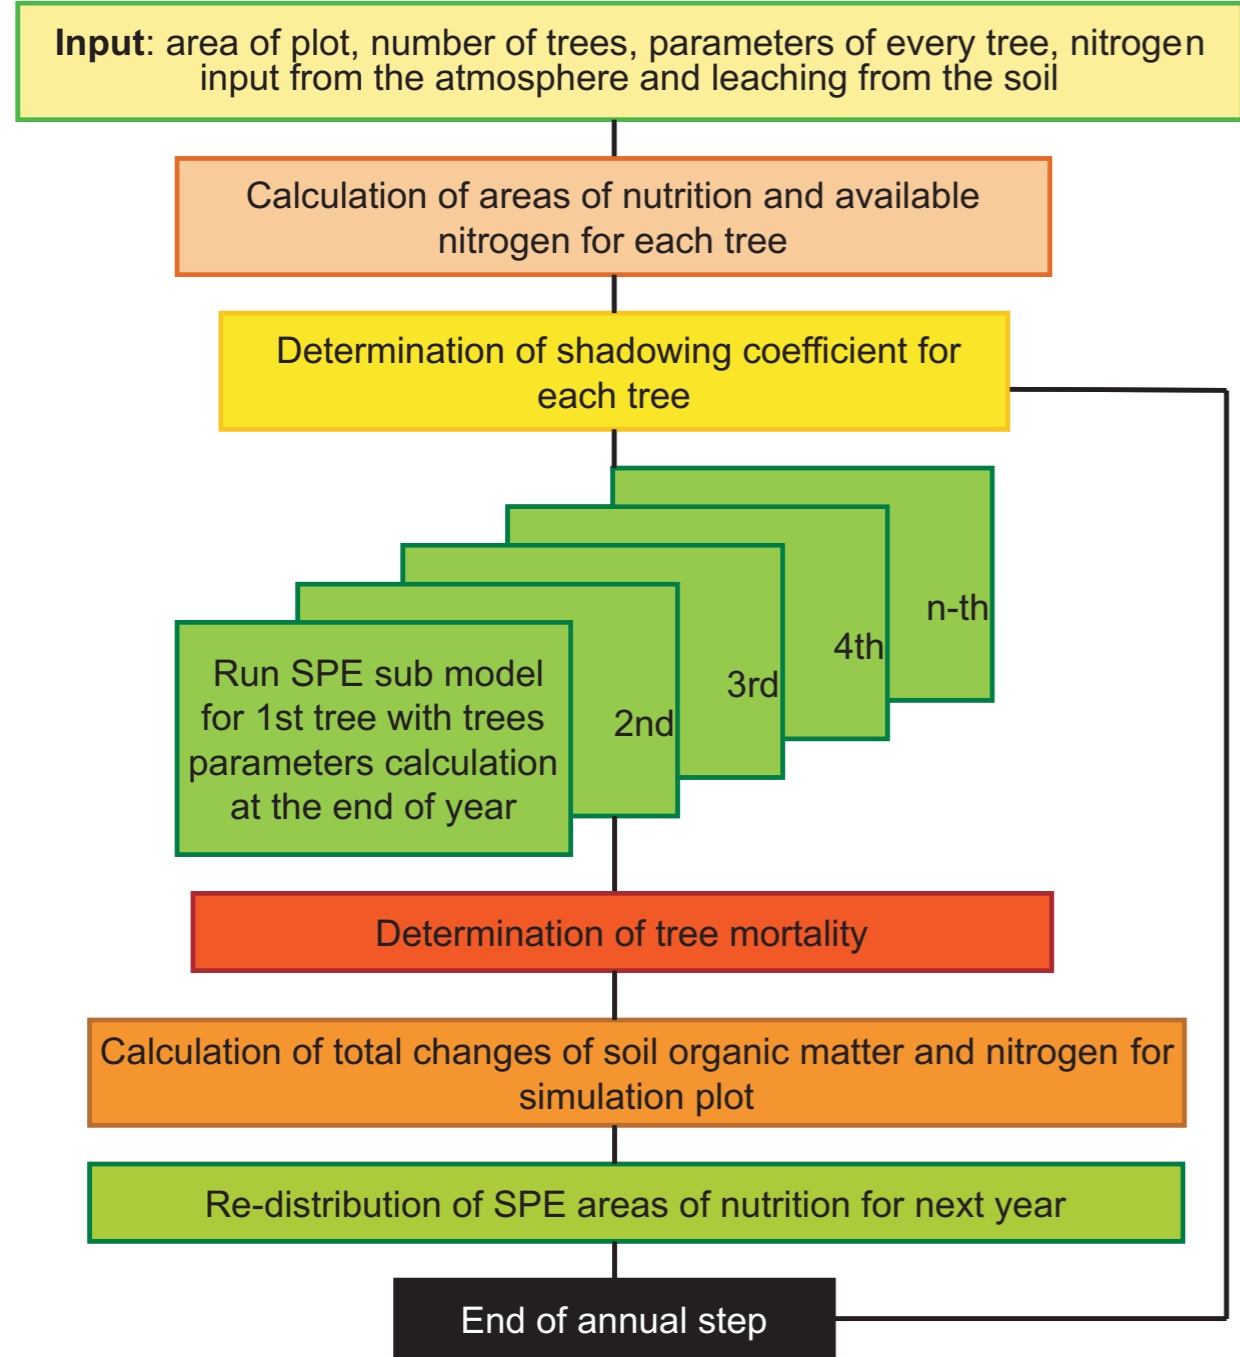 Input: area of plot, number of trees, parameters of every tree, nitrogen
input from the atmosphere and leaching from the soil
Calculation of areas of nutrition and available
nitrogen for each tree
Determination of shadowing coefficient for
each tree
n-th
4th
3rd
2nd
Run SPE sub model
for 1st tree with trees
parameters calculation
at the end of year
Determination of tree mortality
Calculation of total changes of soil organic matter and nitrogen for
simulation plot
Re-distribution of SPE areas of nutrition for next year
End of annual step